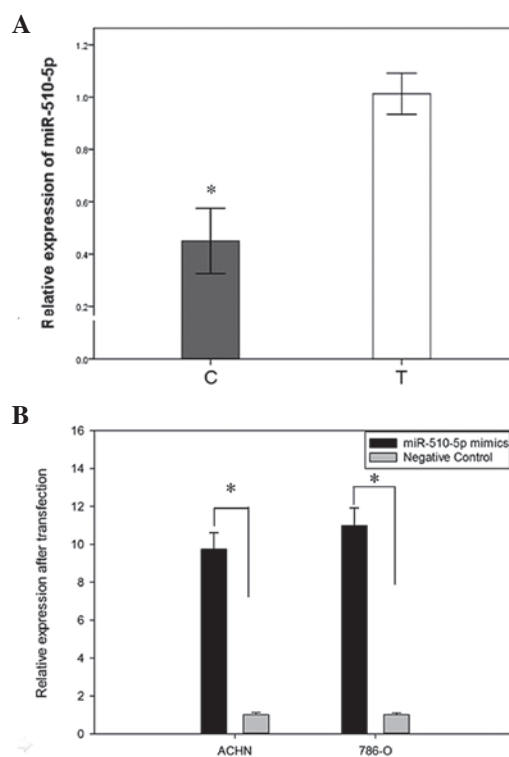 A
Relative expression of miR-510-5p
1.2
1.0
0.8
0.6
0.4
0.2
0.0
*
C
T
B
Relative expression after transfection
16
14
12
10
8
6
4
2
0
miR-510-5p mimics
Negative Control
*
*
ACHN
786-O